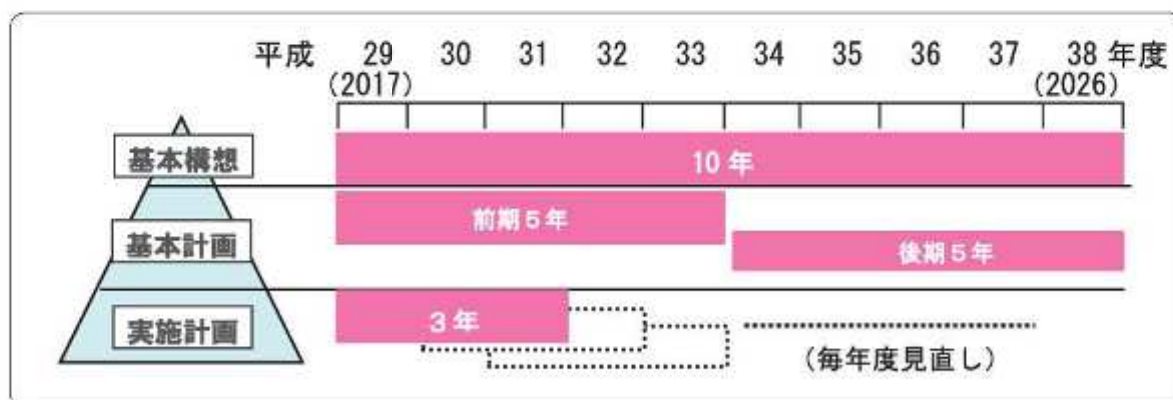 平成 29 30 31 32 33 34 35 36 37 38 年度
(2017) (2026)
基本構想 10年
前期5年
基本計画 後期5年
実施計画 3年
(毎年度見直し)